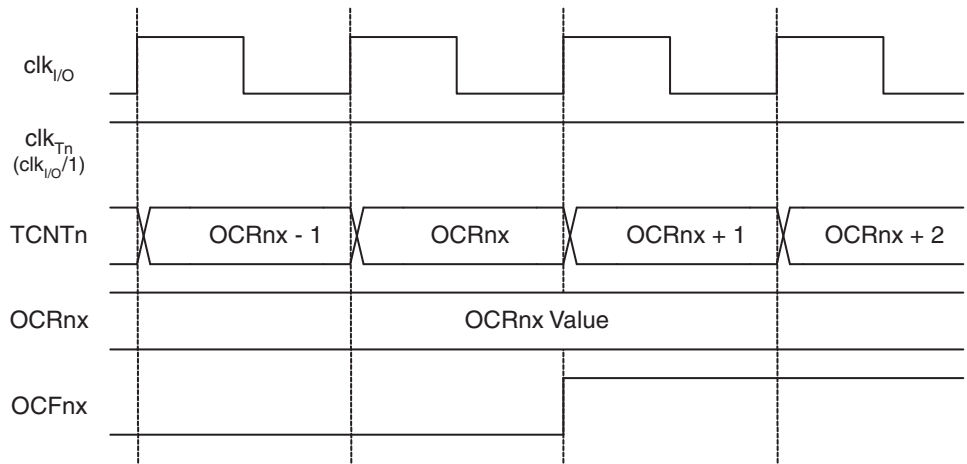 clkI/O
clkTn
(clkI/O/1)
TCNTn OCRnx - 1 OCRnx OCRnx + 1 OCRnx + 2
OCRnx OCRnx Value
OCFnx